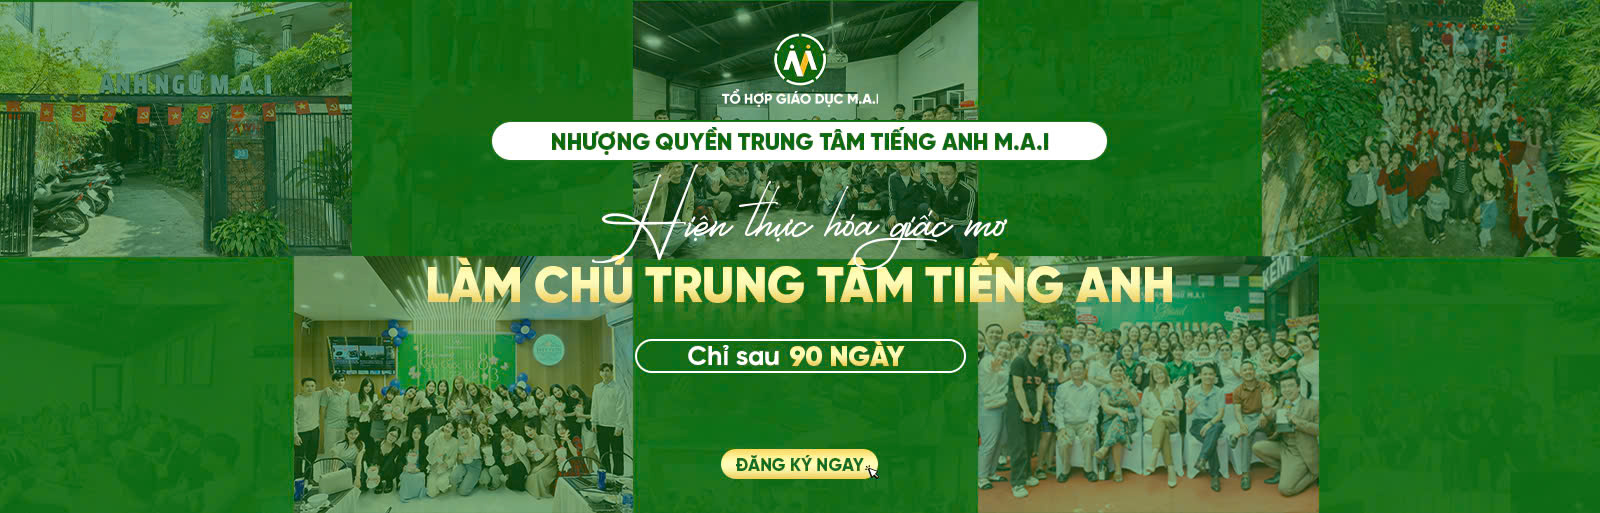 ANH NGỮ M.A.I
TỔ HỢP GIÁO DỤC M.A.I
NHƯỢNG QUYỀN TRUNG TÂM TIẾNG ANH M.A.I
Hiện thực hóa giấc mơ
LÀM CHỦ TRUNG TÂM TIẾNG ANH
Chỉ sau 90 NGÀY
ĐĂNG KÝ NGAY